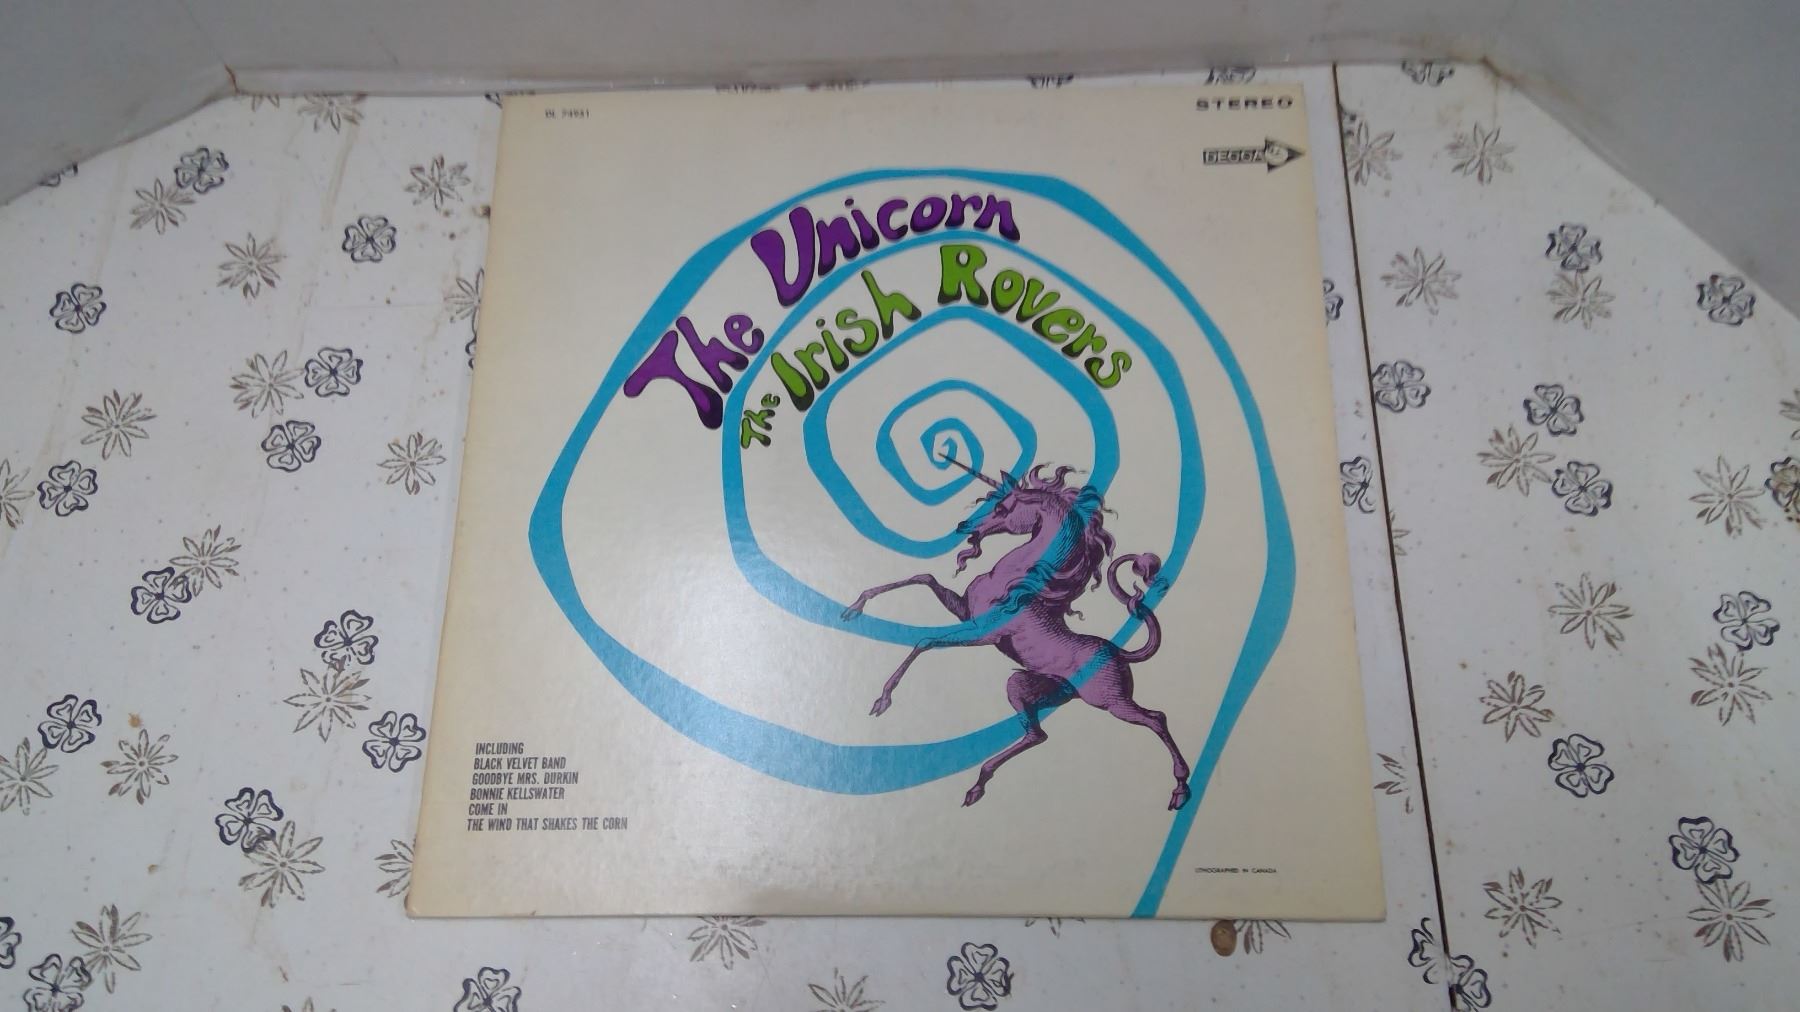 DL 74951
STEREO
DECCA
The Unicorn
The Irish Rovers
INCLUDING
BLACK VELVET BAND
GOODBYE MRS. DURKIN
BONNIE KELLSWATER
COME IN
THE WIND THAT SHAKES THE CORN
LITHOGRAPHED IN CANADA